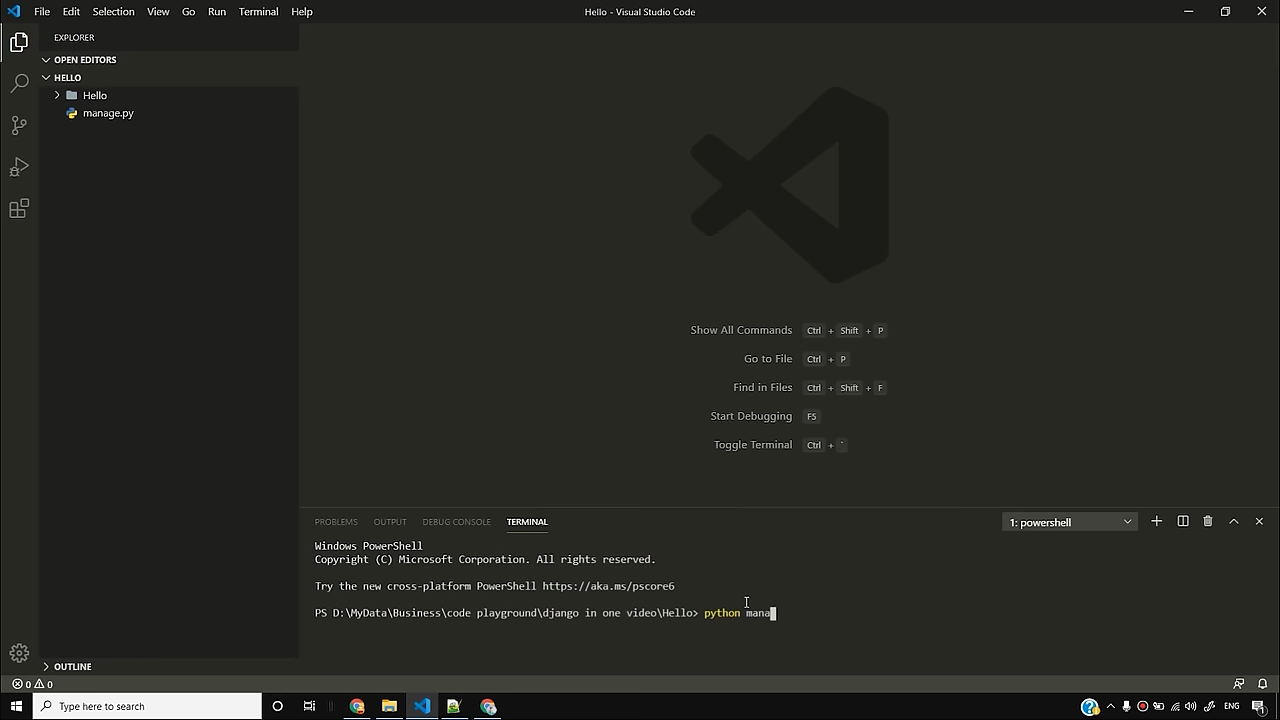 File Edit Selection View Go Run Terminal Help
Hello - Visual Studio Code
EXPLORER
OPEN EDITORS
HELLO
Hello
manage.py
OUTLINE
Show All Commands Ctrl + Shift + P
Go to File Ctrl + P
Find in Files Ctrl + Shift + F
Start Debugging F5
Toggle Terminal Ctrl + `
PROBLEMS OUTPUT DEBUG CONSOLE TERMINAL
1: powershell
Windows PowerShell
Copyright (C) Microsoft Corporation. All rights reserved.
Try the new cross-platform PowerShell https://aka.ms/pscore6
PS D:\MyData\Business\code playground\django in one video\Hello> python mana
0 0
Type here to search
ENG